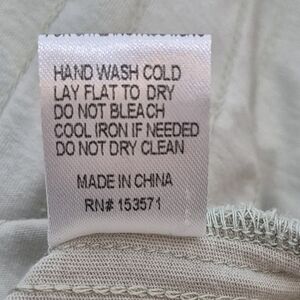 HAND WASH COLD
LAY FLAT TO DRY
DO NOT BLEACH
COOL IRON IF NEEDED
DO NOT DRY CLEAN
MADE IN CHINA
RN# 153571